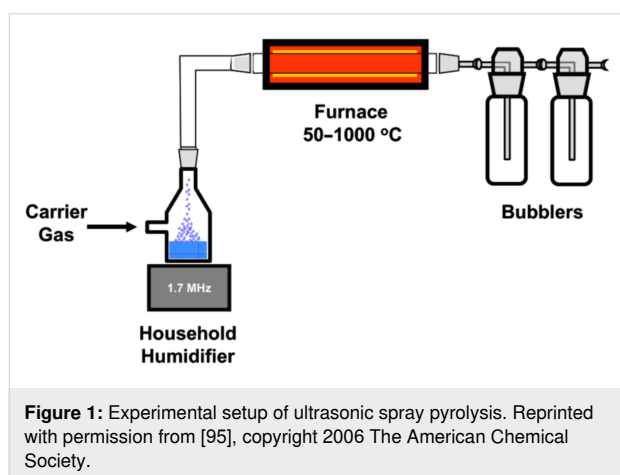 Furnace
50–1000 ºC
Carrier
Gas
Bubblers
1.7 MHz
Household
Humidifier
Figure 1: Experimental setup of ultrasonic spray pyrolysis. Reprinted
with permission from [95], copyright 2006 The American Chemical
Society.